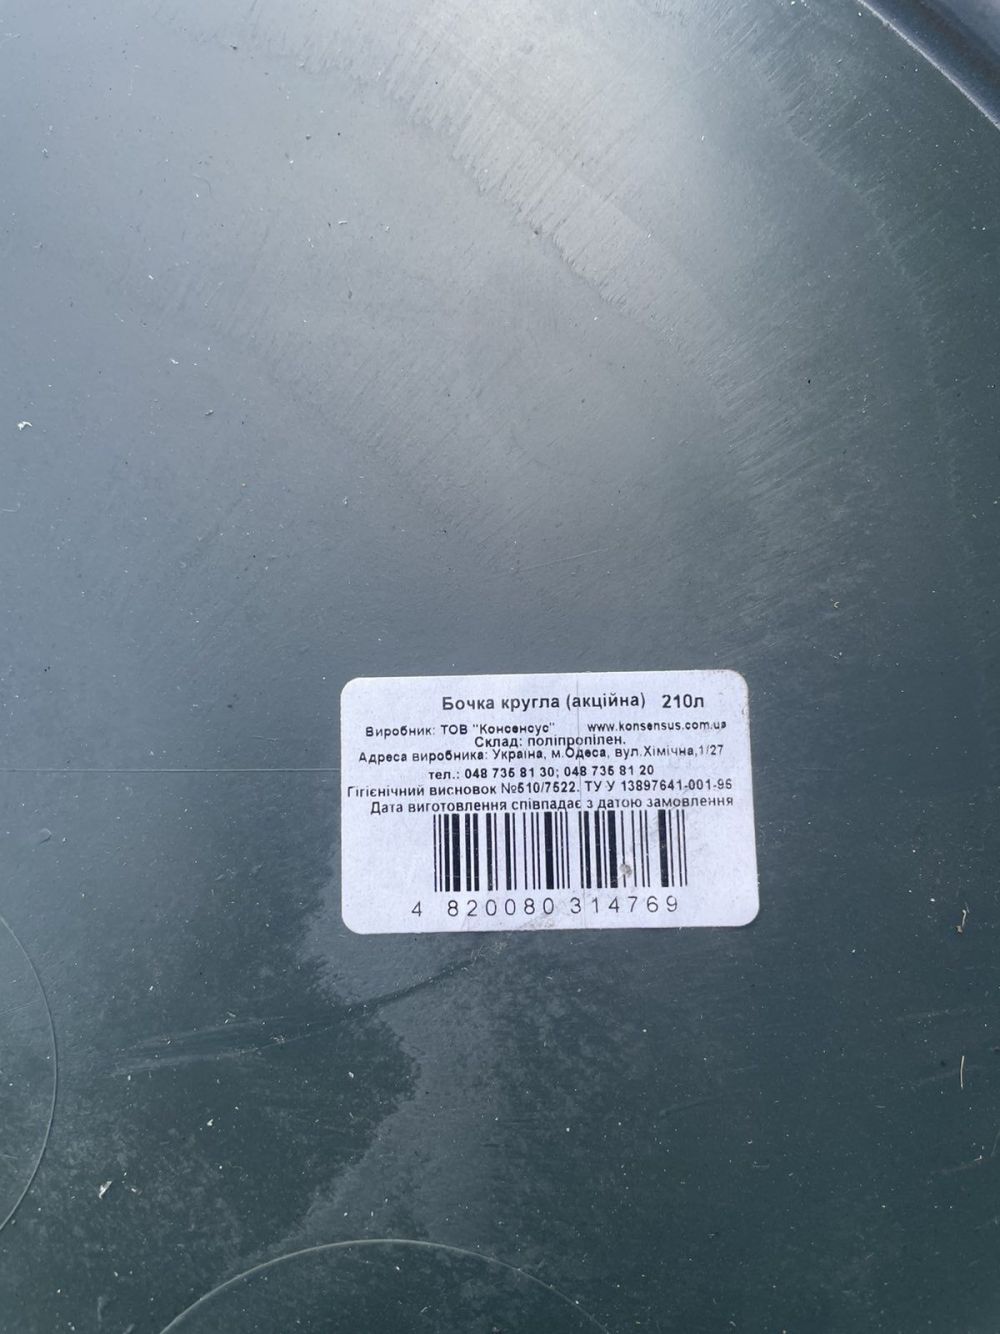 Бочка кругла (акційна) 210л
Виробник: ТОВ "Консенсус" www.konsensus.com.ua
Склад: поліпропілен.
Адреса виробника: Україна, м.Одеса, вул.Хімічна,1/27
тел.: 048 735 81 30; 048 735 81 20
Гігієнічний висновок №510/7522. ТУ У 13897641-001-96
Дата виготовлення співпадає з датою замовлення
4 820080 314769